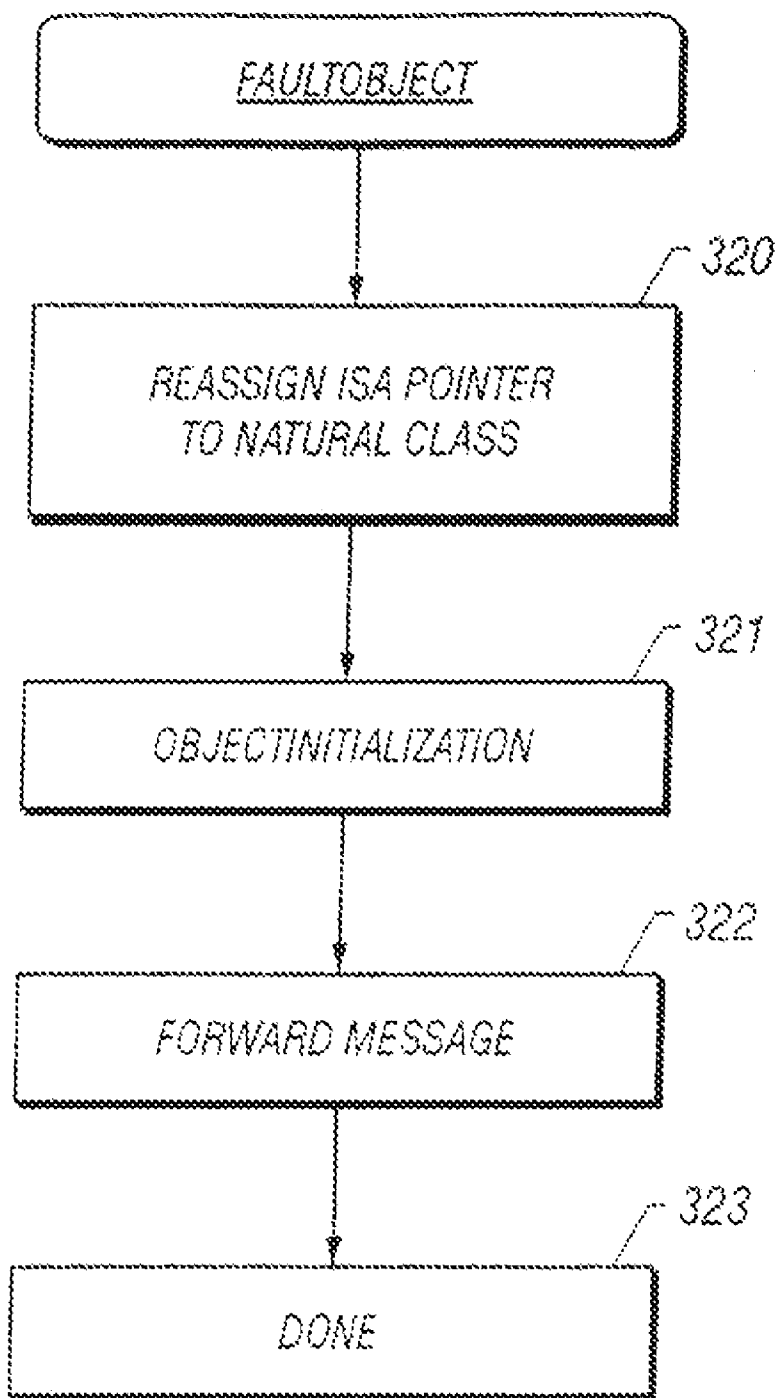 FAULTOBJECT
320
REASSIGN ISA POINTER
TO NATURAL CLASS
321
OBJECTINITIALIZATION
322
FORWARD MESSAGE
323
DONE